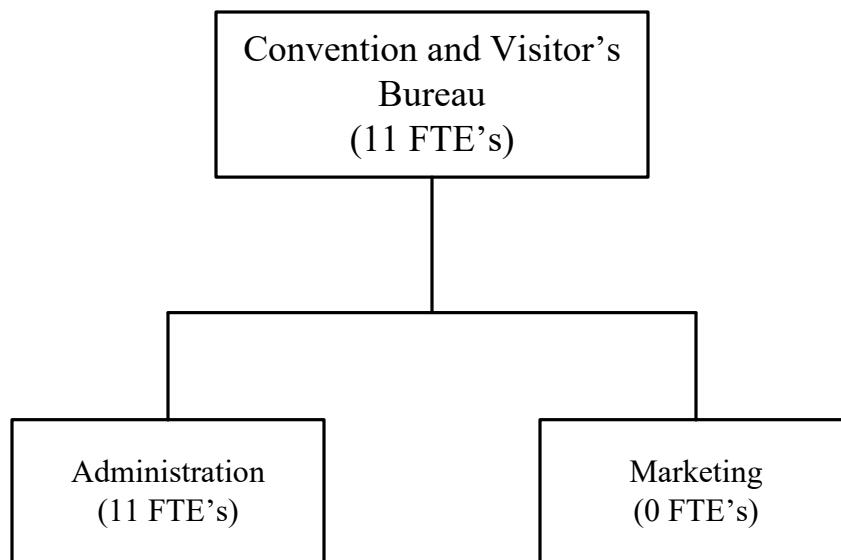 Convention and Visitor’s
Bureau
(11 FTE’s)
Administration
(11 FTE’s)
Marketing
(0 FTE’s)